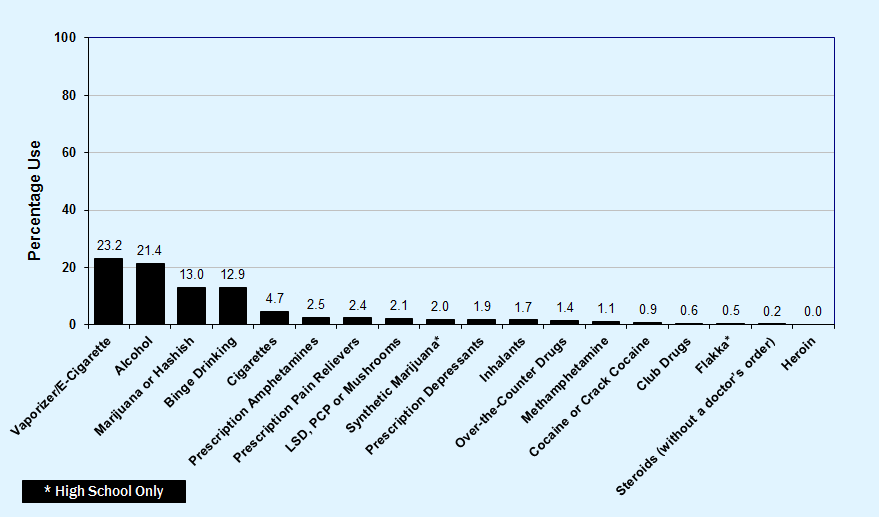 100
80
60
40
20
0
Percentage Use
23.2
21.4
13.0
12.9
4.7
2.5
2.4
2.1
2.0
1.9
1.7
1.4
1.1
0.9
0.6
0.5
0.2
0.0
Vaporizer/E-Cigarette
Alcohol
Marijuana or Hashish
Binge Drinking
Cigarettes
Prescription Amphetamines
Prescription Pain Relievers
LSD, PCP or Mushrooms
Synthetic Marijuana*
Prescription Depressants
Inhalants
Over-the-Counter Drugs
Methamphetamine
Cocaine or Crack Cocaine
Club Drugs
Flakka*
Steroids (without a doctor's order)
Heroin
* High School Only